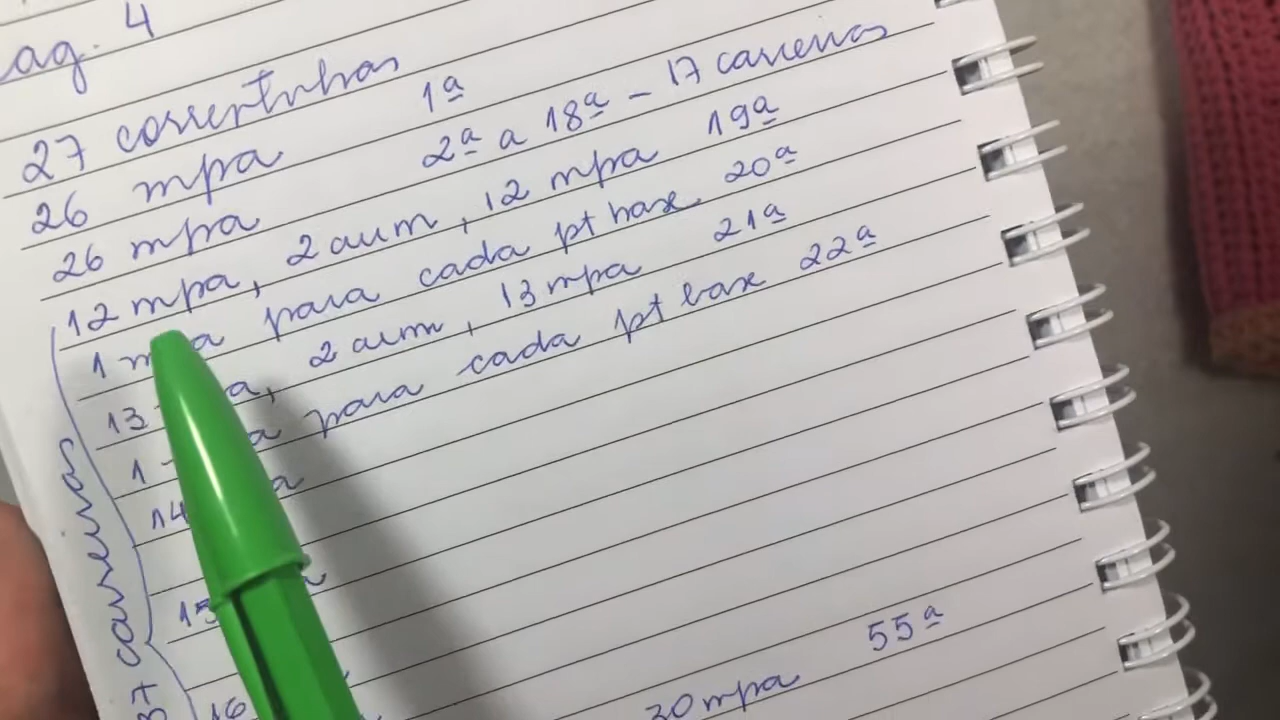 ag. 4
27 correntinhas
26 mpa 1ª
26 mpa 2ª a 18ª - 17 carreiras
12 mpa, 2 aum, 12 mpa 19ª
1 mpa para cada pt base 20ª
13 a, 2 aum, 13 mpa 21ª
1 a para cada pt base 22ª
14 a
15
16
30 mpa 55ª
37 carreiras